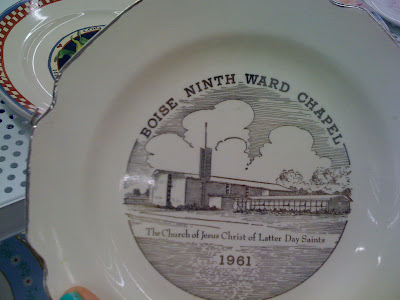 BOISE NINTH WARD CHAPEL
The Church of Jesus Christ of Latter Day Saints
1961